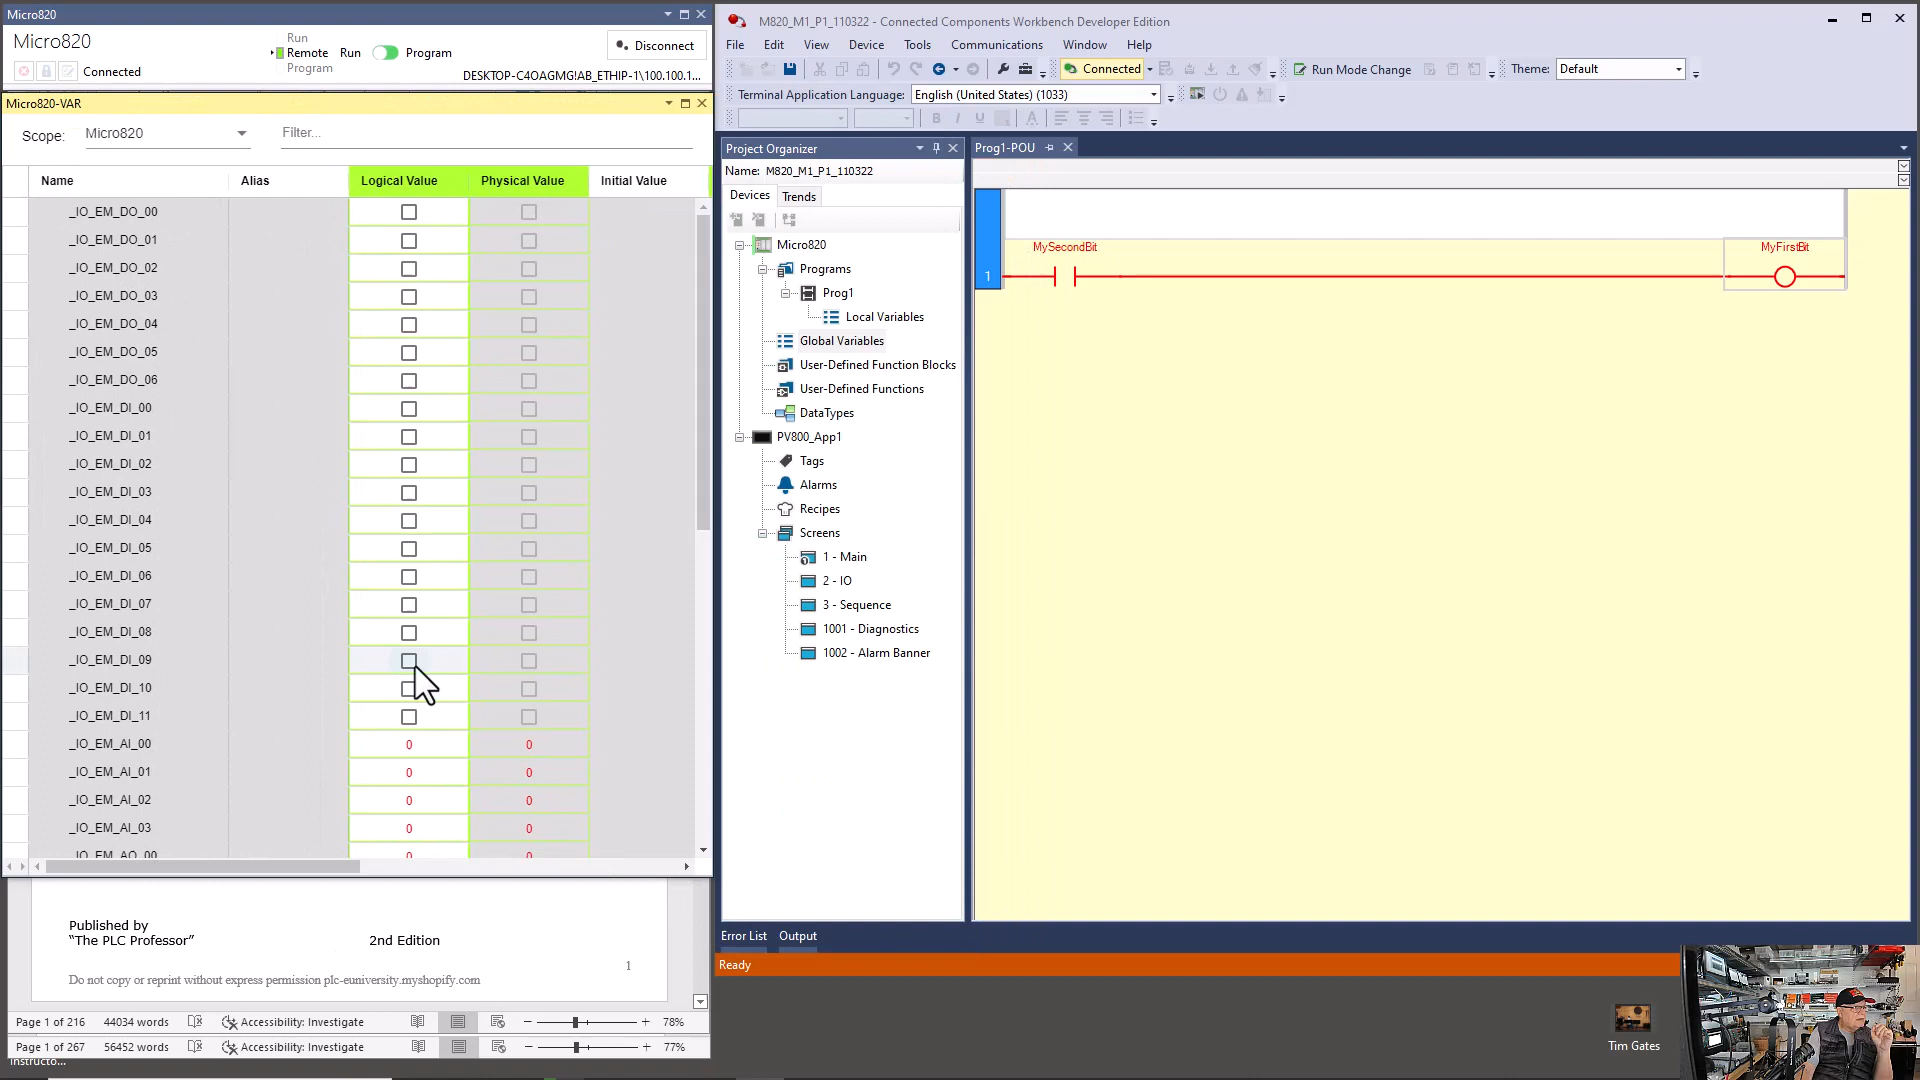 Micro820
Micro820
Run
Remote Run
Program
Program
Disconnect
Connected
DESKTOP-C4OAGMG!AB_ETHIP-1\100.100.1...
Micro820-VAR
Scope: Micro820
Filter...
Name Alias Logical Value Physical Value Initial Value
_IO_EM_DO_00
_IO_EM_DO_01
_IO_EM_DO_02
_IO_EM_DO_03
_IO_EM_DO_04
_IO_EM_DO_05
_IO_EM_DO_06
_IO_EM_DI_00
_IO_EM_DI_01
_IO_EM_DI_02
_IO_EM_DI_03
_IO_EM_DI_04
_IO_EM_DI_05
_IO_EM_DI_06
_IO_EM_DI_07
_IO_EM_DI_08
_IO_EM_DI_09
_IO_EM_DI_10
_IO_EM_DI_11
_IO_EM_AI_00 0 0
_IO_EM_AI_01 0 0
_IO_EM_AI_02 0 0
_IO_EM_AI_03 0 0
_IO_EM_AO_00 0 0
Published by
“The PLC Professor” 2nd Edition
1
Do not copy or reprint without express permission plc-euniversity.myshopify.com
Page 1 of 216 44034 words Accessibility: Investigate 78%
Page 1 of 267 56452 words Accessibility: Investigate 77%
Instructo...
M820_M1_P1_110322 - Connected Components Workbench Developer Edition
File Edit View Device Tools Communications Window Help
Connected
Run Mode Change
Theme: Default
Terminal Application Language: English (United States) (1033)
B I U A
Project Organizer
Name: M820_M1_P1_110322
Devices Trends
Micro820
Programs
Prog1
Local Variables
Global Variables
User-Defined Function Blocks
User-Defined Functions
DataTypes
PV800_App1
Tags
Alarms
Recipes
Screens
1 - Main
2 - IO
3 - Sequence
1001 - Diagnostics
1002 - Alarm Banner
Prog1-POU
MySecondBit MyFirstBit
1
Error List Output
Ready
Tim Gates